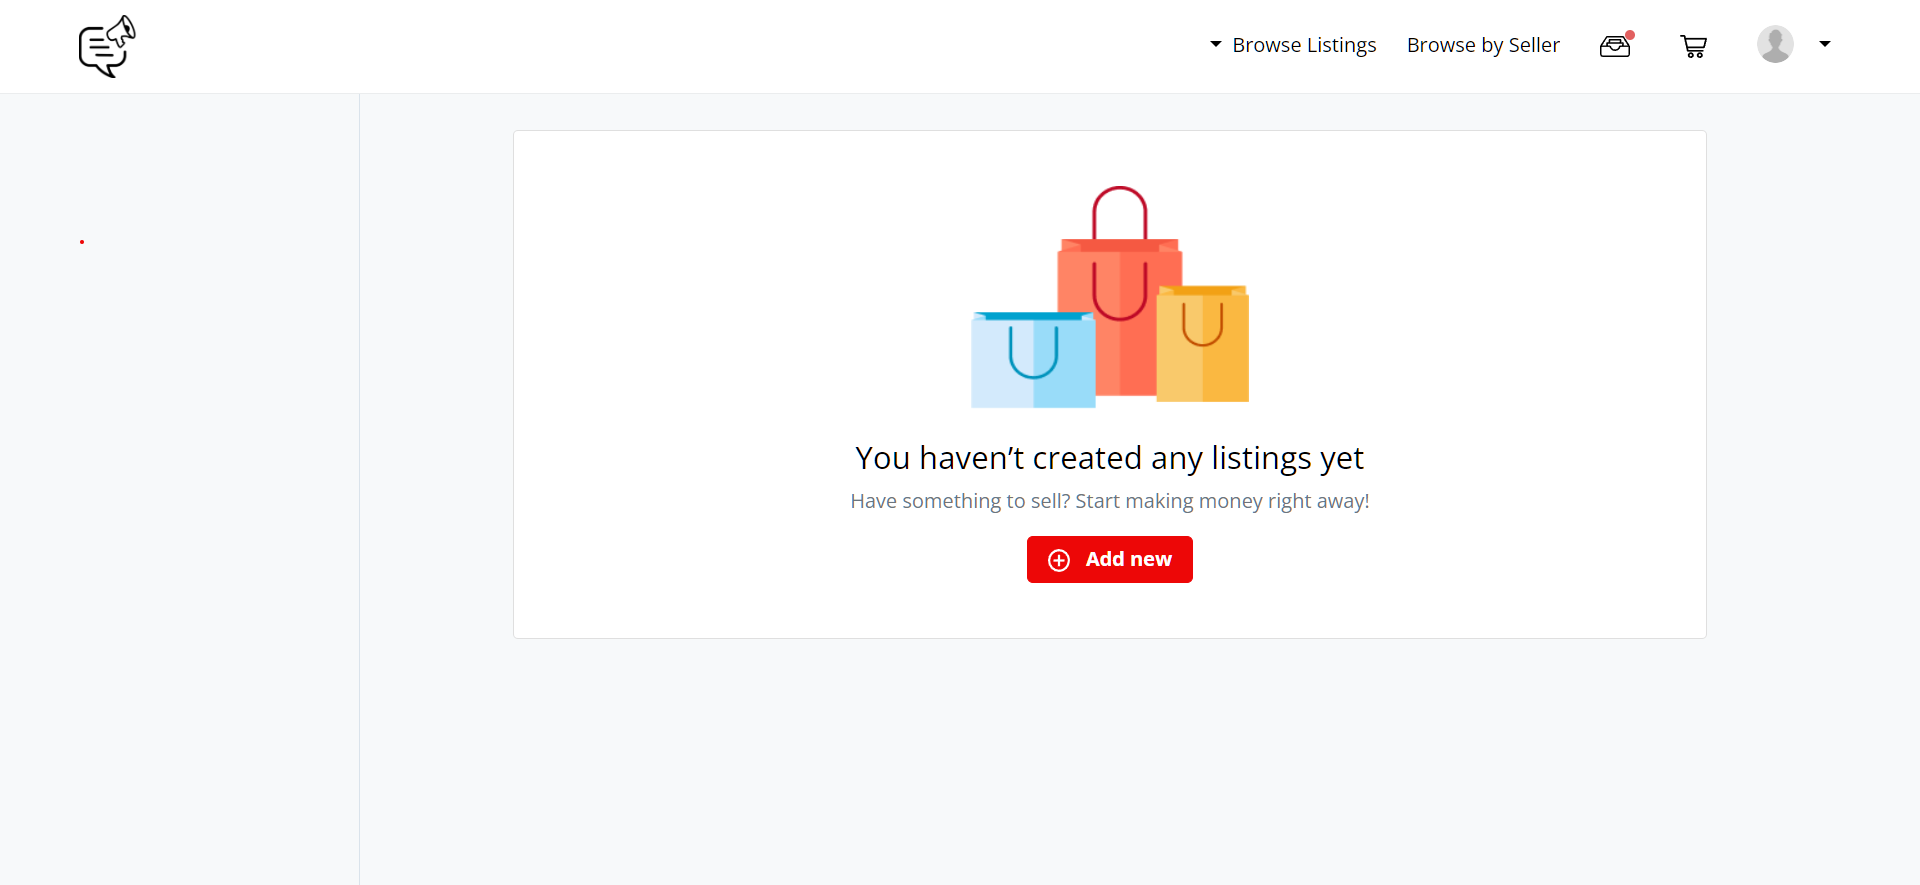 Browse Listings
Browse by Seller
You haven’t created any listings yet
Have something to sell? Start making money right away!
Add new